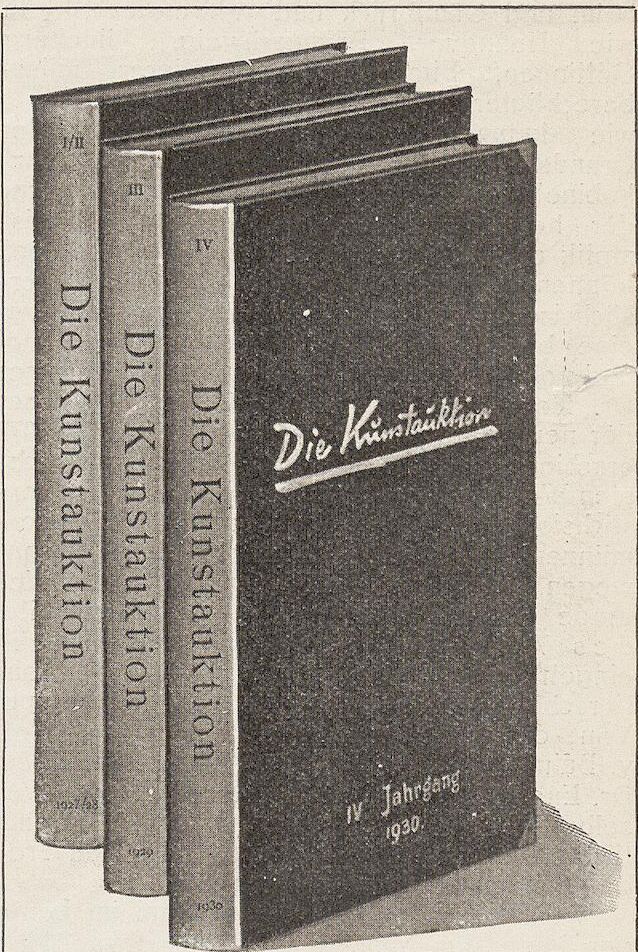 I/II
Die Kunstauktion
1927/28
III
Die Kunstauktion
1929
IV
Die Kunstauktion
1930
Die Kunstauktion
IV Jahrgang
1930.